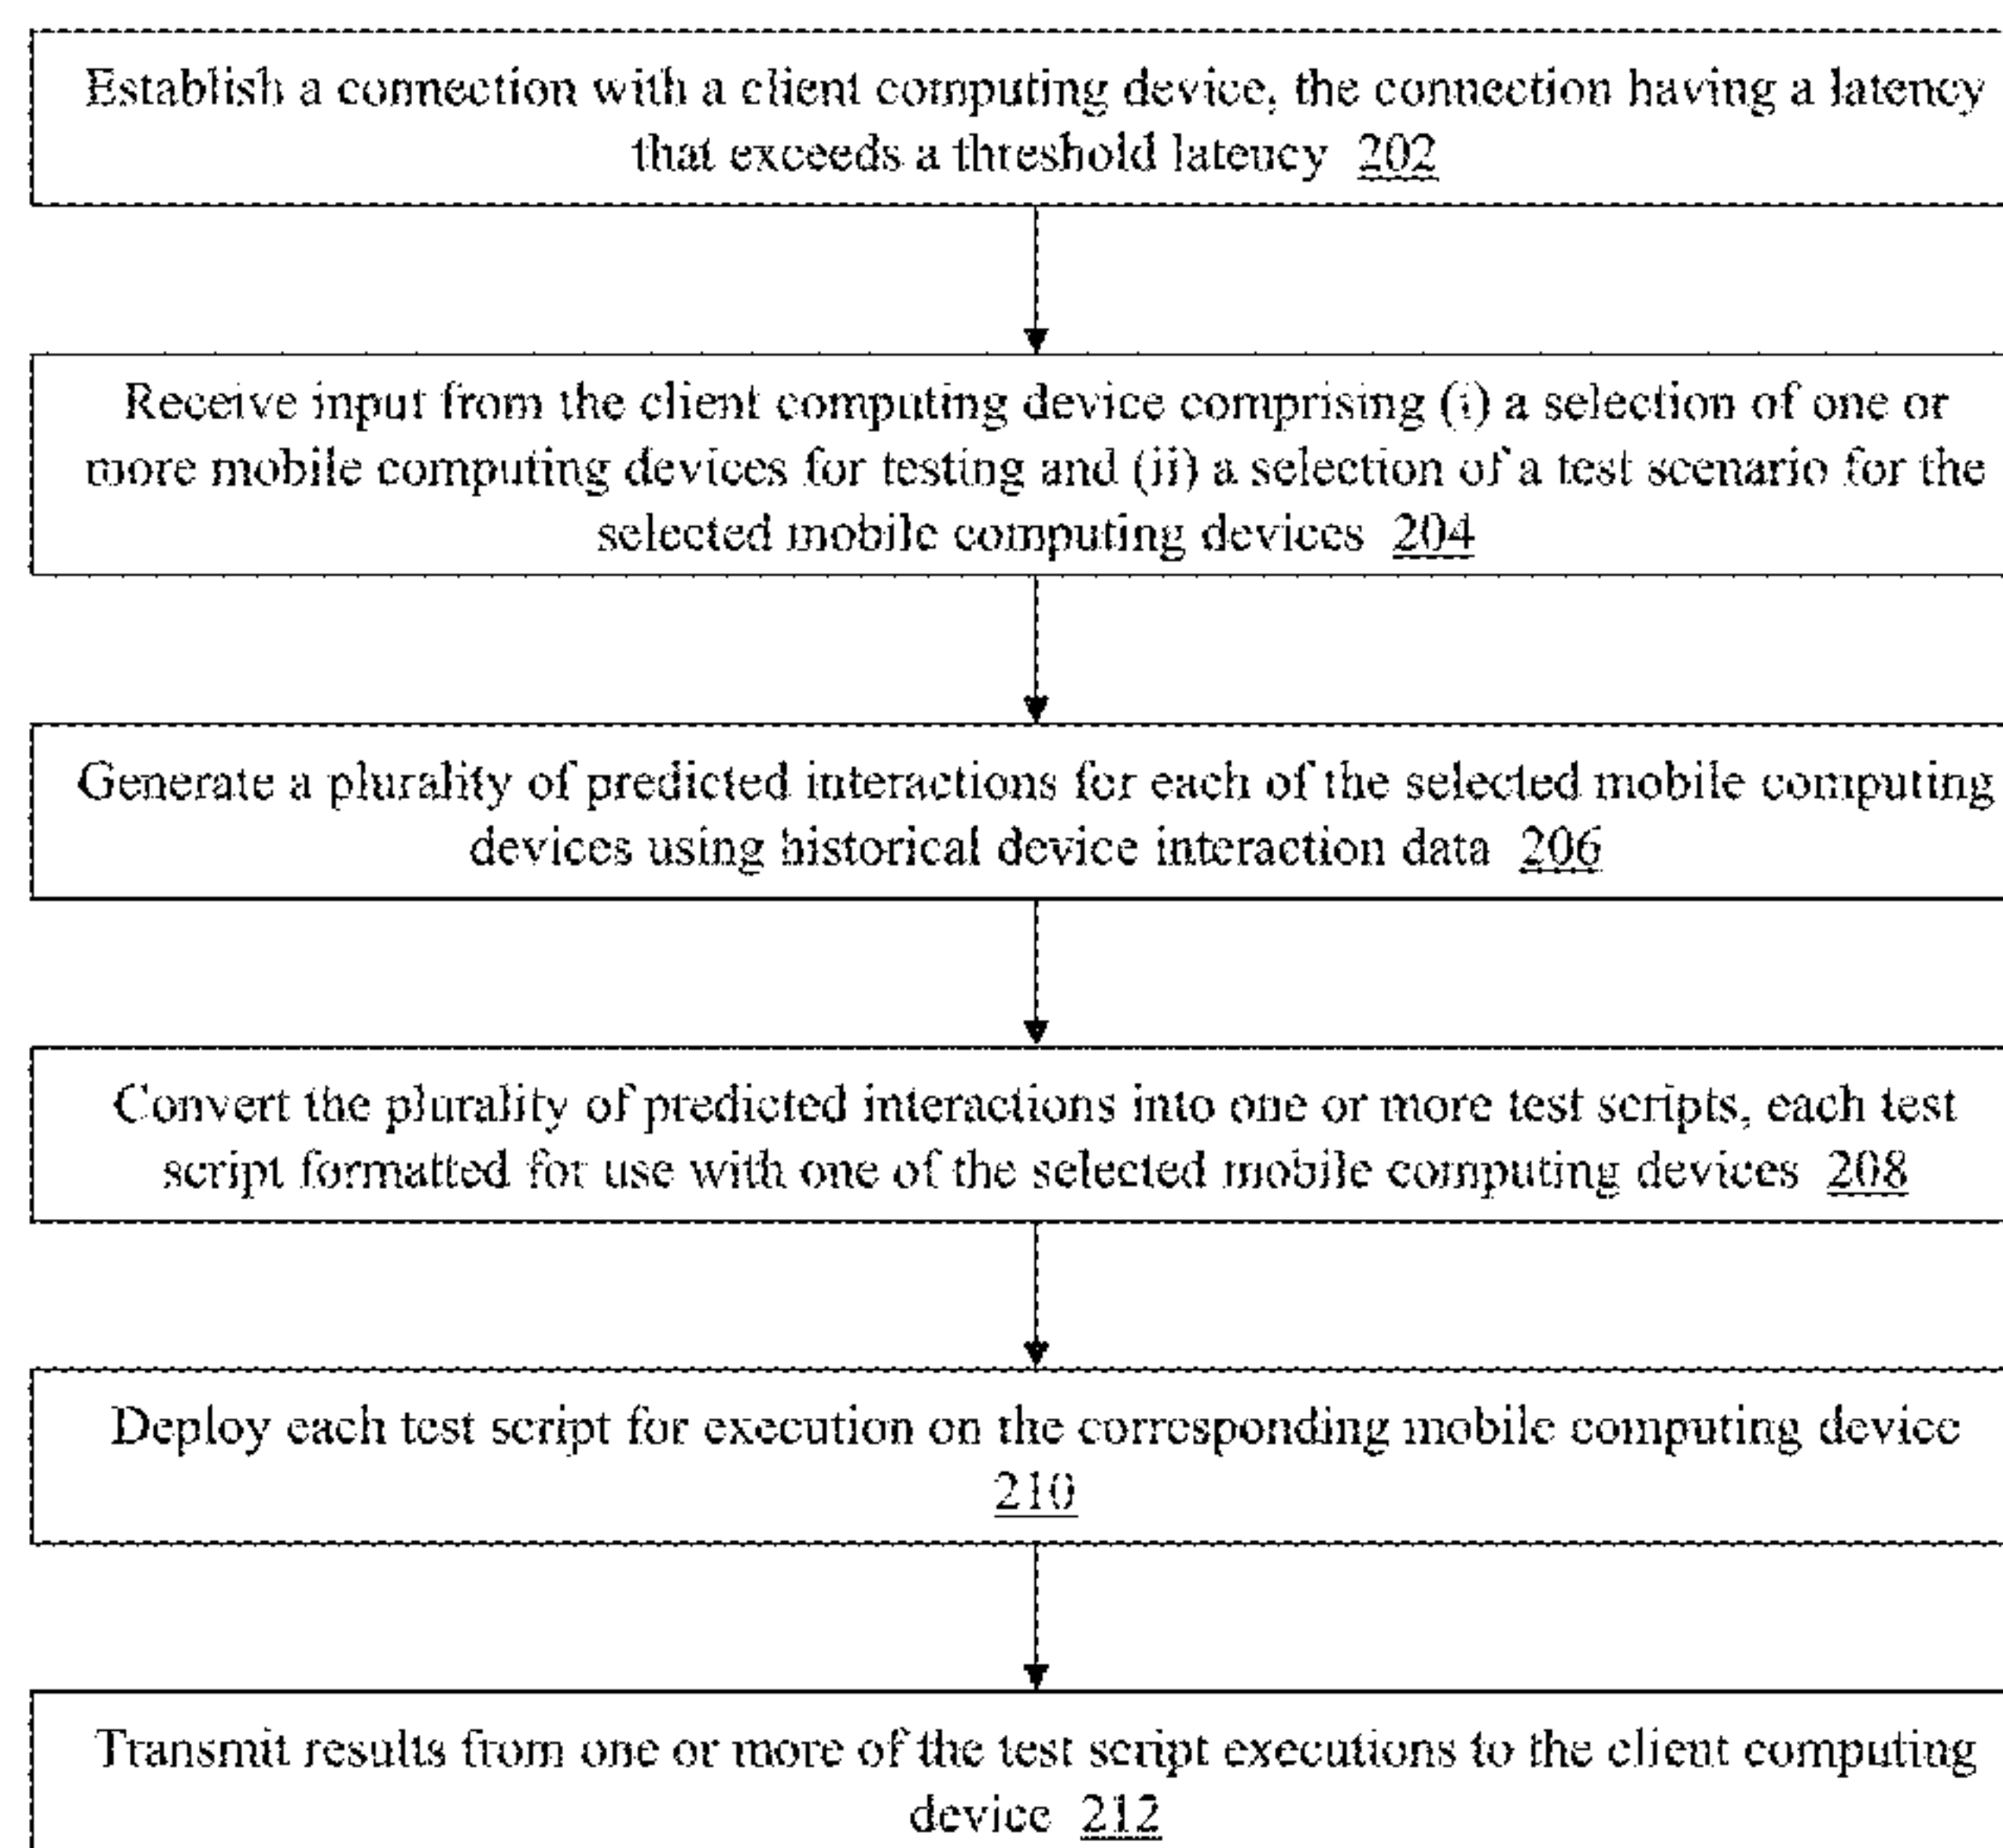 Establish a connection with a client computing device, the connection having a latency
that exceeds a threshold latency 202
Receive input from the client computing device comprising (i) a selection of one or
more mobile computing devices for testing and (ii) a selection of a test scenario for the
selected mobile computing devices 204
Generate a plurality of predicted interactions for each of the selected mobile computing
devices using historical device interaction data 206
Convert the plurality of predicted interactions into one or more test scripts, each test
script formatted for use with one of the selected mobile computing devices 208
Deploy each test script for execution on the corresponding mobile computing device
210
Transmit results from one or more of the test script executions to the client computing
device 212